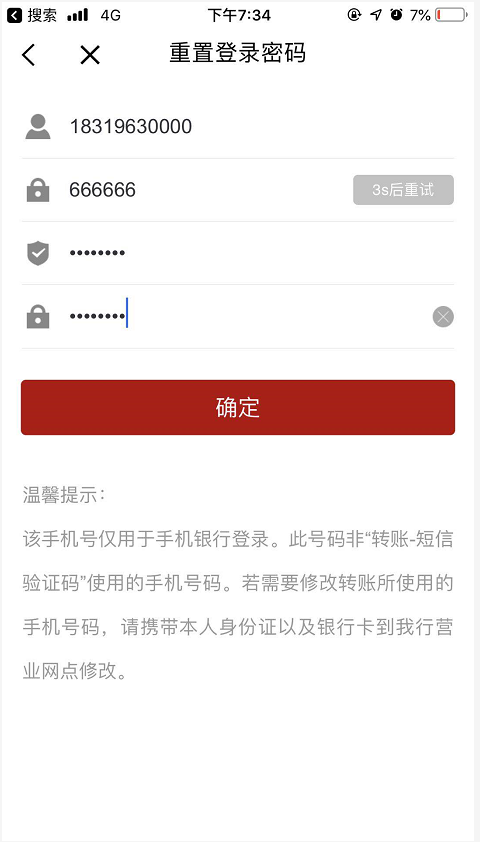 搜索 4G 下午7:34 7%
重置登录密码
18319630000
666666 3s后重试
••••••••
••••••••
确定
温馨提示:
该手机号仅用于手机银行登录。此号码非“转账-短信
验证码”使用的手机号码。若需要修改转账所使用的
手机号码，请携带本人身份证以及银行卡到我行营
业网点修改。